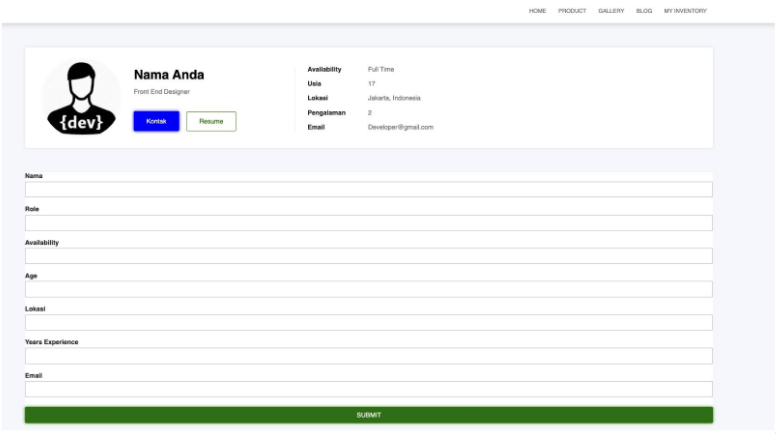 HOME PRODUCT GALLERY BLOG MY INVENTORY
{dev}
Nama Anda
Front End Designer
Kontak Resume
Availability Full Time
Usia 17
Lokasi Jakarta, Indonesia
Pengalaman 2
Email Developer@gmail.com
Nama
Role
Availability
Age
Lokasi
Years Experience
Email
SUBMIT